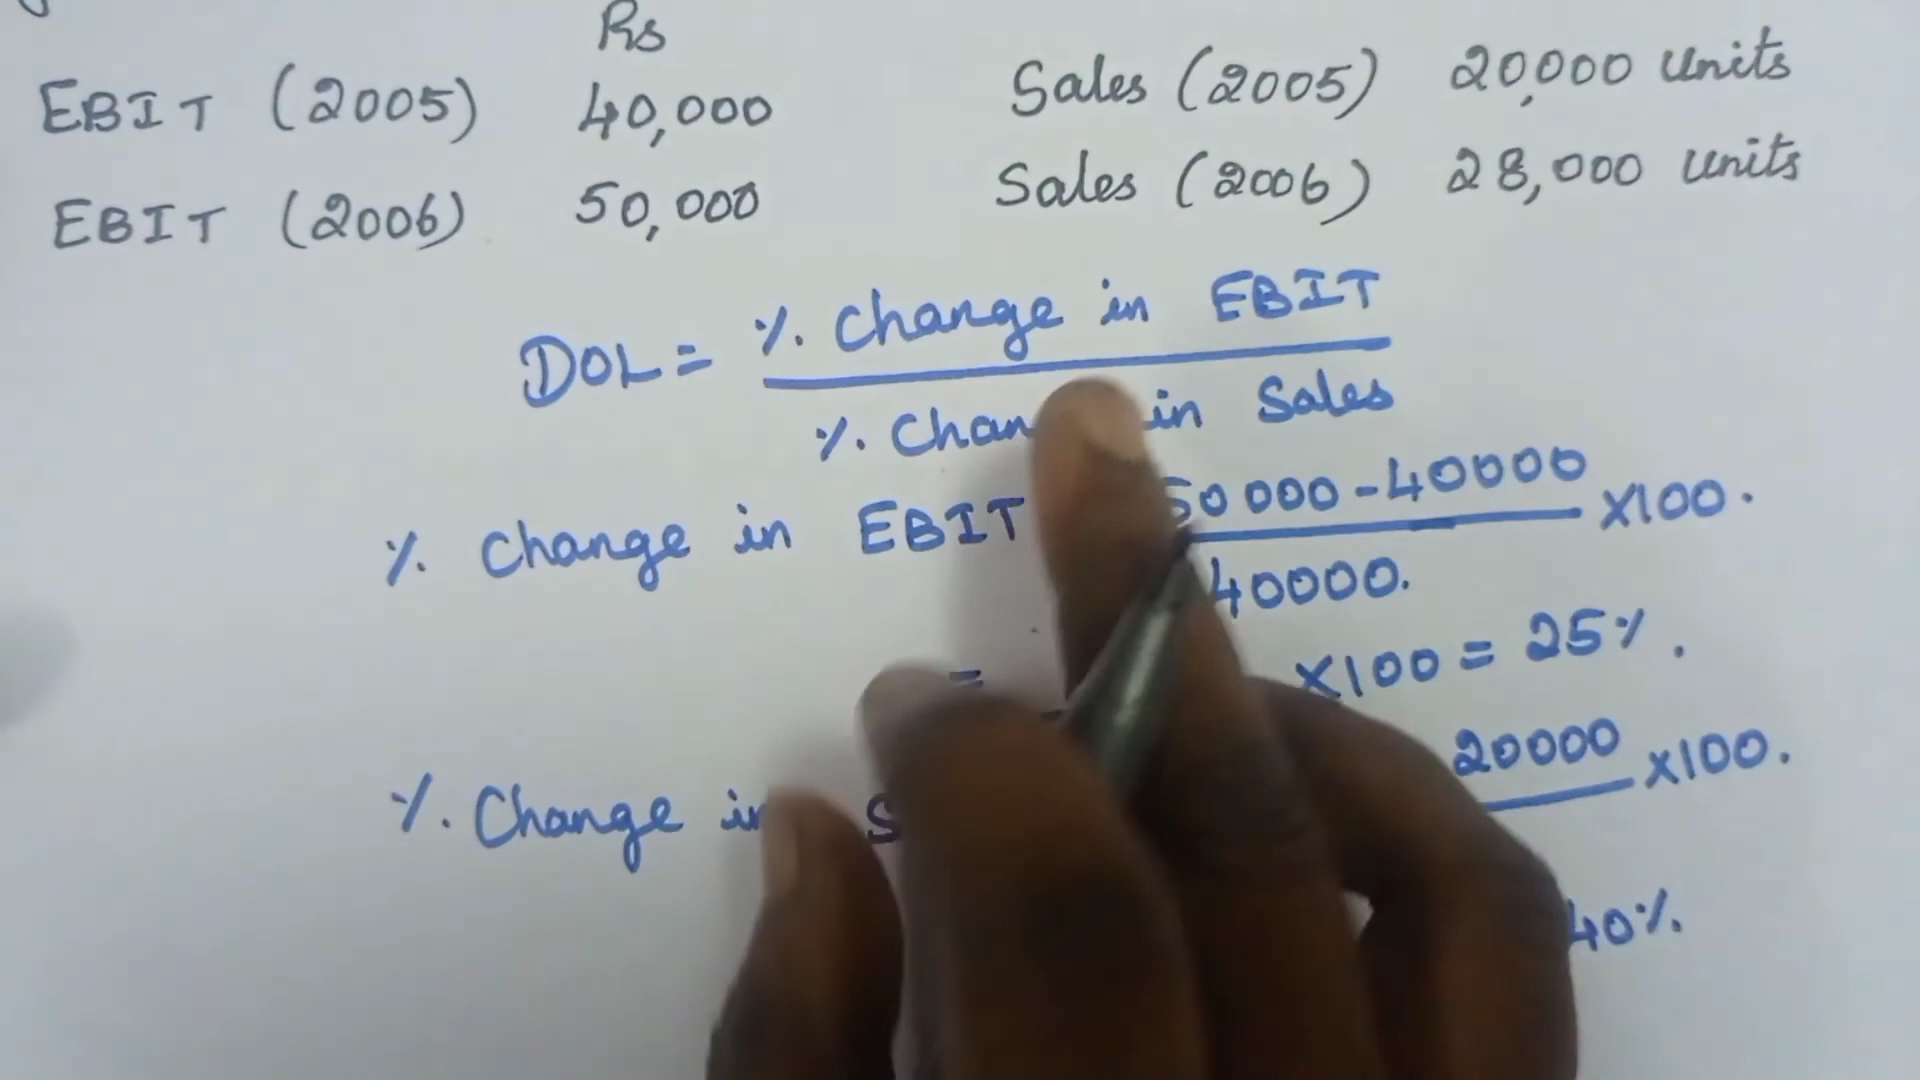 Rs
EBIT (2005) 40,000 Sales (2005) 20,000 units
EBIT (2006) 50,000 Sales (2006) 28,000 units
DOL = % Change in EBIT
% Chan in Sales
% Change in EBIT 50000-40000 x100.
40000.
= x100 = 25%.
% Change in S 20000 x100.
40%.